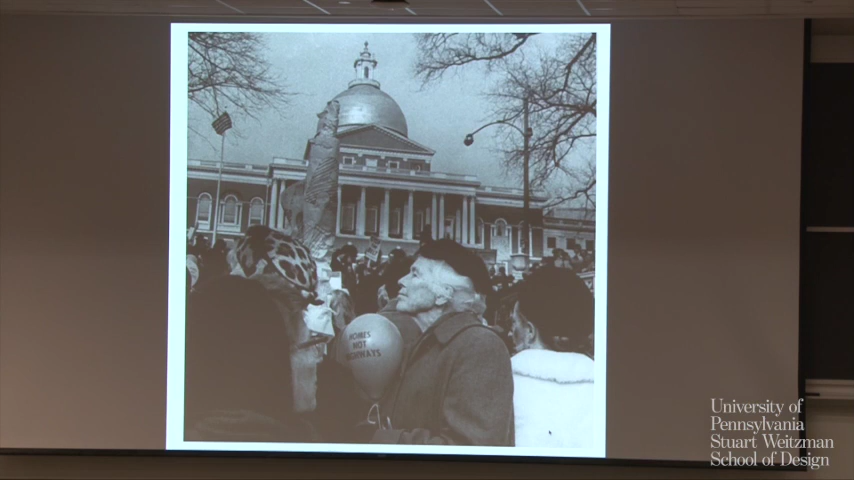 HOMES
NOT
HIGHWAYS
University of
Pennsylvania
Stuart Weitzman
School of Design